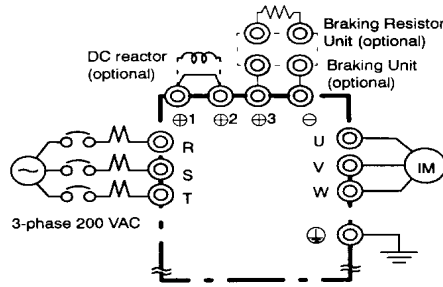 Braking Resistor
Unit (optional)
DC reactor
(optional)
Braking Unit
(optional)
⊕1 ⊕2 ⊕3 ⊖
R
S
T
U
V
W
IM
3-phase 200 VAC